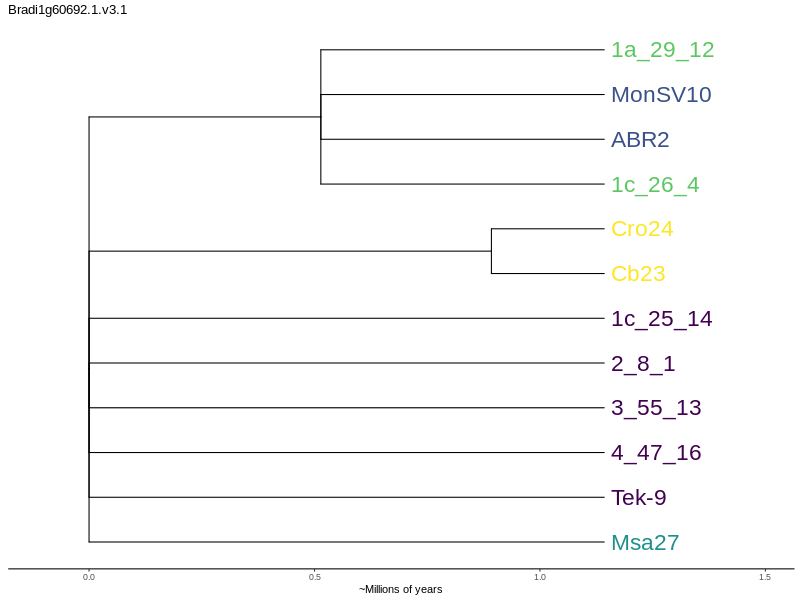 Bradi1g60692.1.v3.1
1a_29_12
MonSV10
ABR2
1c_26_4
Cro24
Cb23
1c_25_14
2_8_1
3_55_13
4_47_16
Tek-9
Msa27
0.0 0.5 1.0 1.5
~Millions of years